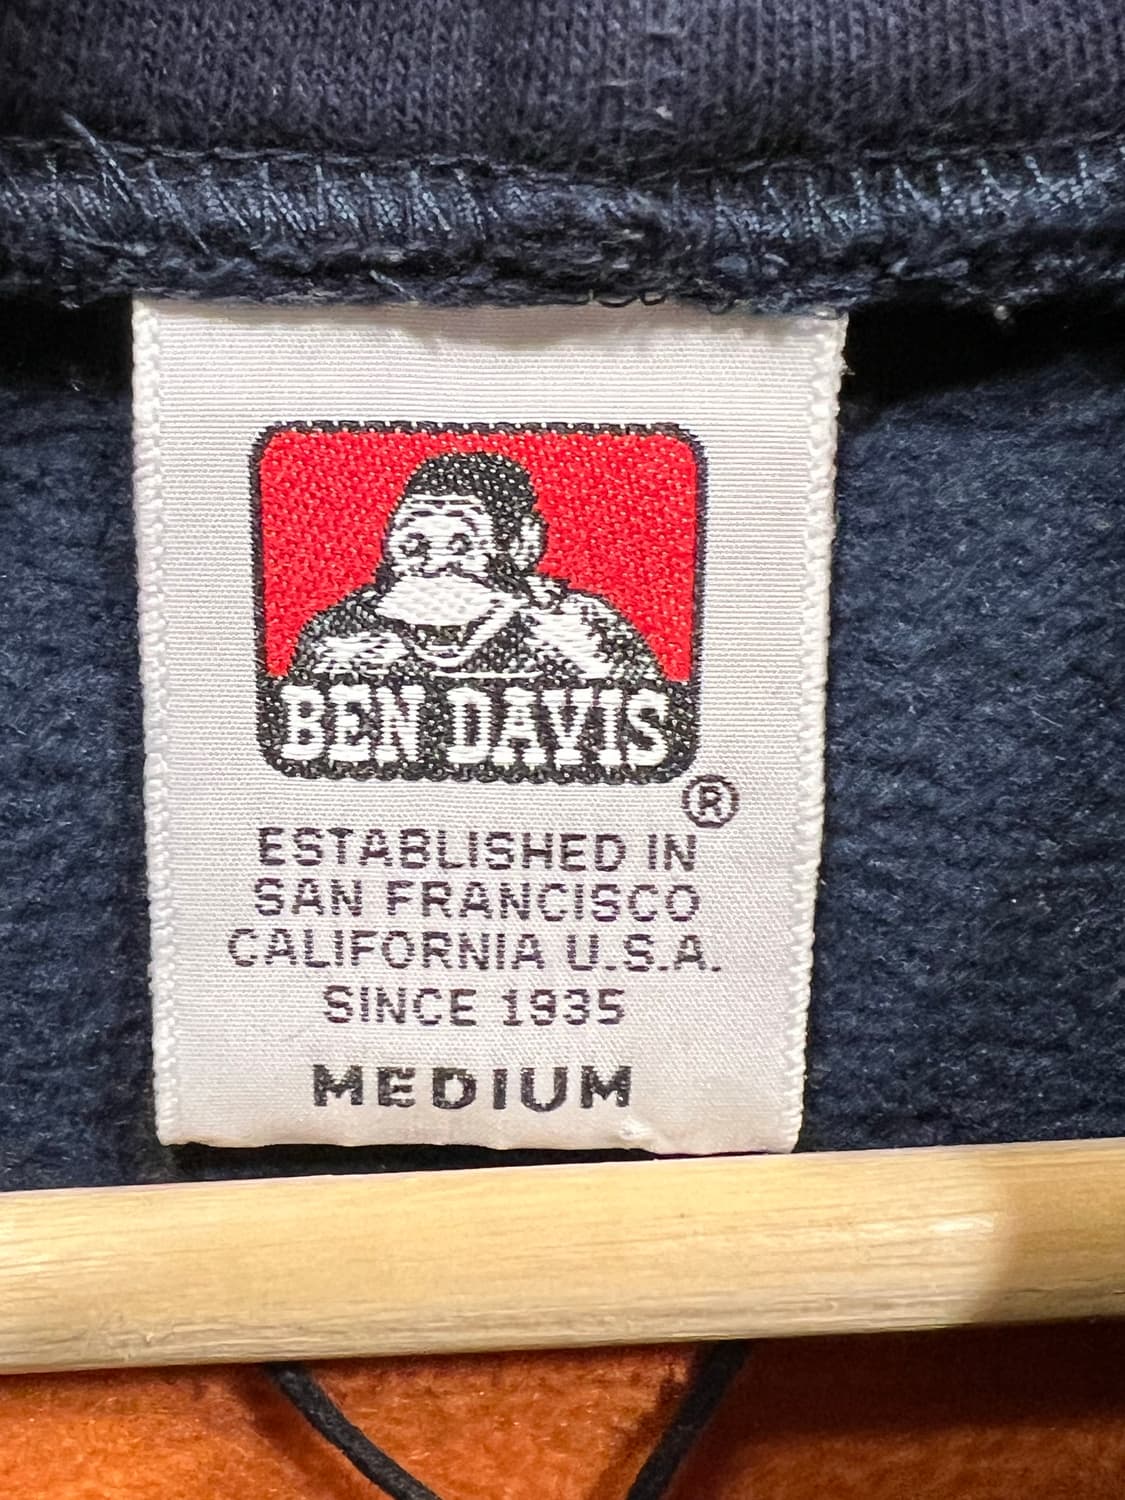 BEN DAVIS
®
ESTABLISHED IN
SAN FRANCISCO
CALIFORNIA U.S.A.
SINCE 1935
MEDIUM